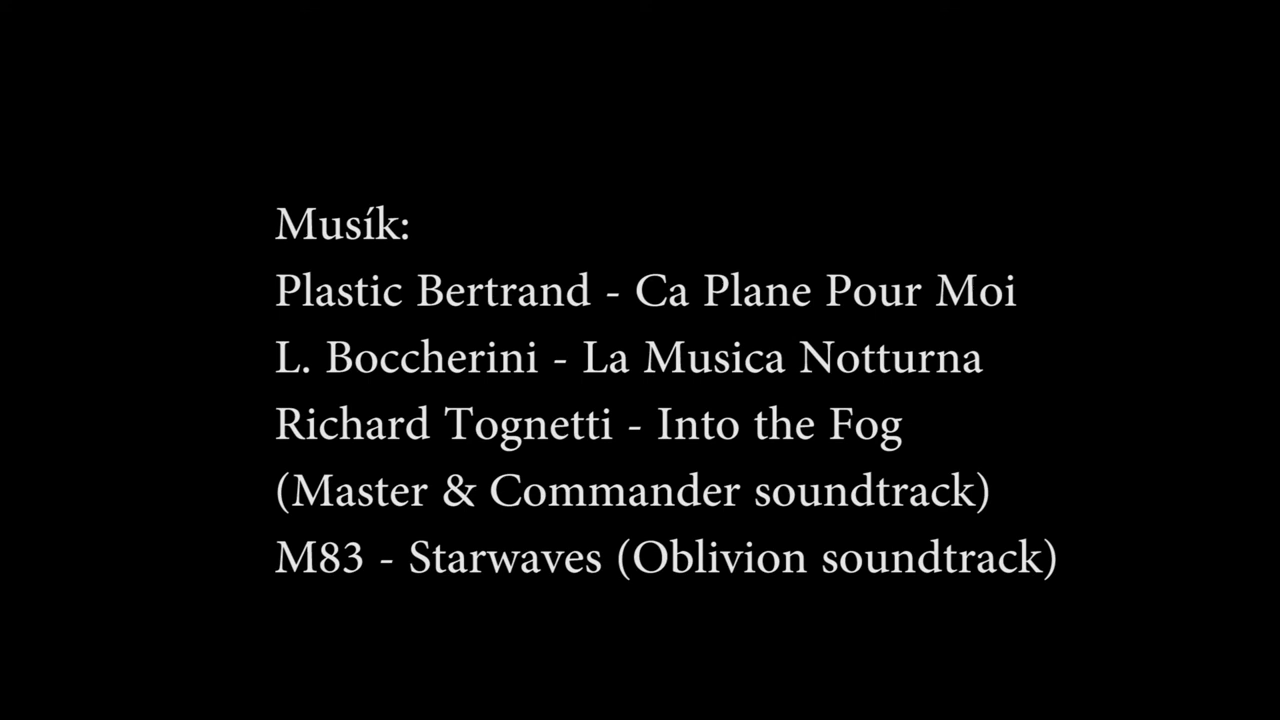 Musík:
Plastic Bertrand - Ca Plane Pour Moi
L. Boccherini - La Musica Notturna
Richard Tognetti - Into the Fog
(Master & Commander soundtrack)
M83 - Starwaves (Oblivion soundtrack)